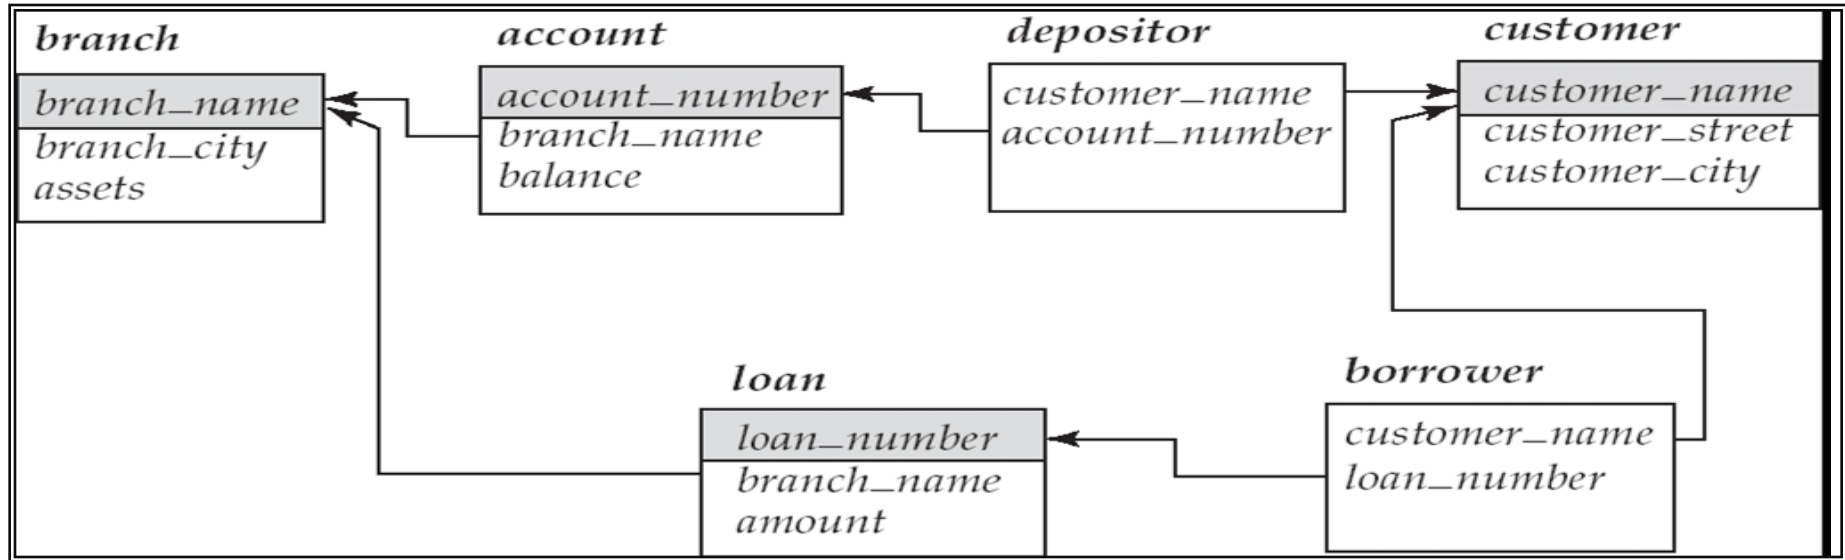 branch
branch_name
branch_city
assets
account
account_number
branch_name
balance
depositor
customer_name
account_number
customer
customer_name
customer_street
customer_city
loan
loan_number
branch_name
amount
borrower
customer_name
loan_number